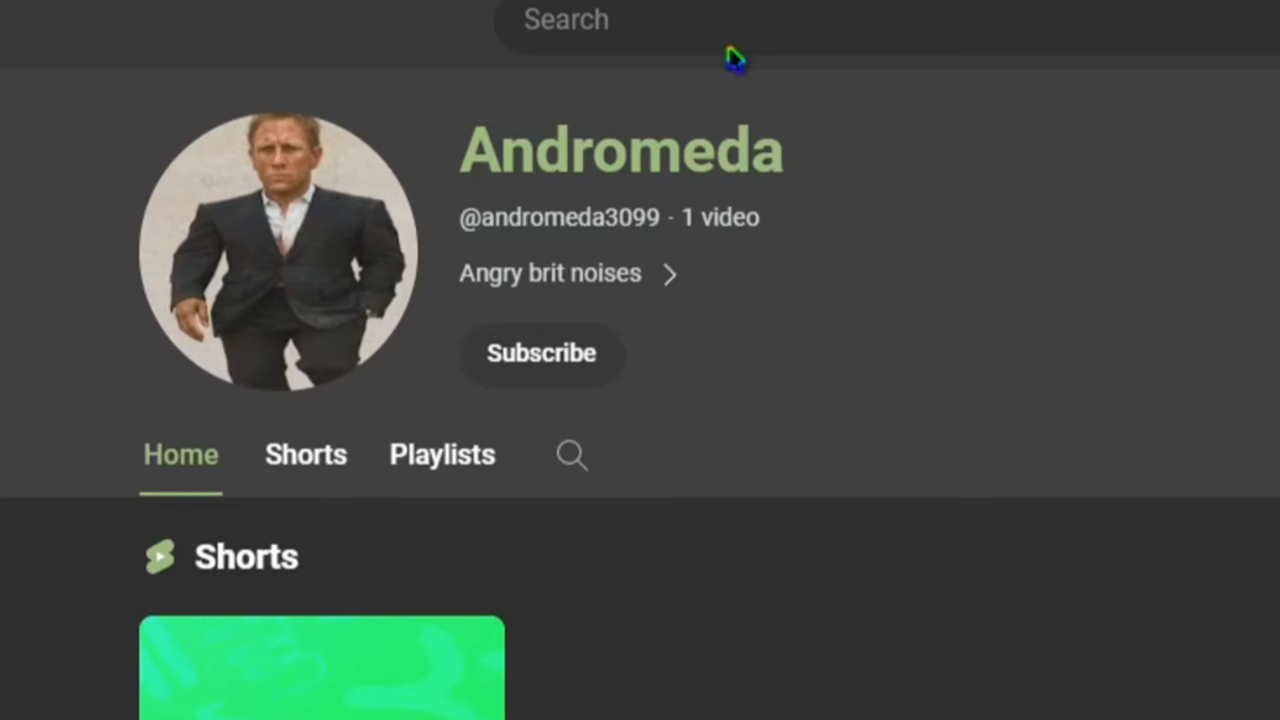 Search
Andromeda
@andromeda3099 · 1 video
Angry brit noises
Subscribe
Home Shorts Playlists
Shorts